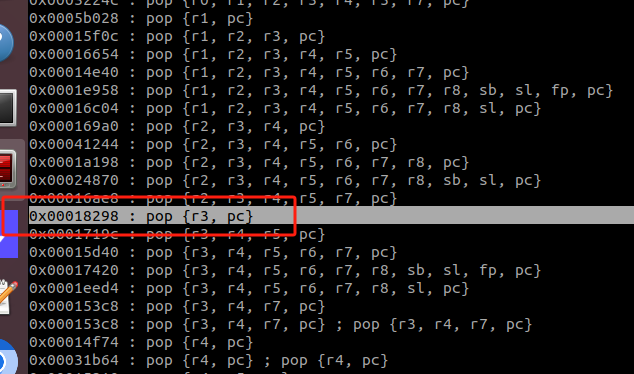 0x0005224c : pop {r0, r1, r2, r3, r4, r5, r7, pc}
0x0005b028 : pop {r1, pc}
0x00015f0c : pop {r1, r2, r3, pc}
0x00016654 : pop {r1, r2, r3, r4, r5, pc}
0x00014e40 : pop {r1, r2, r3, r4, r5, r6, r7, pc}
0x0001e958 : pop {r1, r2, r3, r4, r5, r6, r7, r8, sb, sl, fp, pc}
0x00016c04 : pop {r1, r2, r3, r4, r5, r6, r7, r8, sl, pc}
0x000169a0 : pop {r2, r3, r4, pc}
0x00041244 : pop {r2, r3, r4, r5, r6, pc}
0x0001a198 : pop {r2, r3, r4, r5, r6, r7, r8, pc}
0x00024870 : pop {r2, r3, r4, r5, r6, r7, r8, sb, sl, pc}
0x00016ae8 : pop {r2, r3, r4, r5, r7, pc}
0x00018298 : pop {r3, pc}
0x0001719c : pop {r3, r4, r5, pc}
0x00015d40 : pop {r3, r4, r5, r6, r7, pc}
0x00017420 : pop {r3, r4, r5, r6, r7, r8, sb, sl, fp, pc}
0x0001eed4 : pop {r3, r4, r5, r6, r7, r8, sl, pc}
0x000153c8 : pop {r3, r4, r7, pc}
0x000153c8 : pop {r3, r4, r7, pc} ; pop {r3, r4, r7, pc}
0x00014f74 : pop {r4, pc}
0x00031b64 : pop {r4, pc} ; pop {r4, pc}